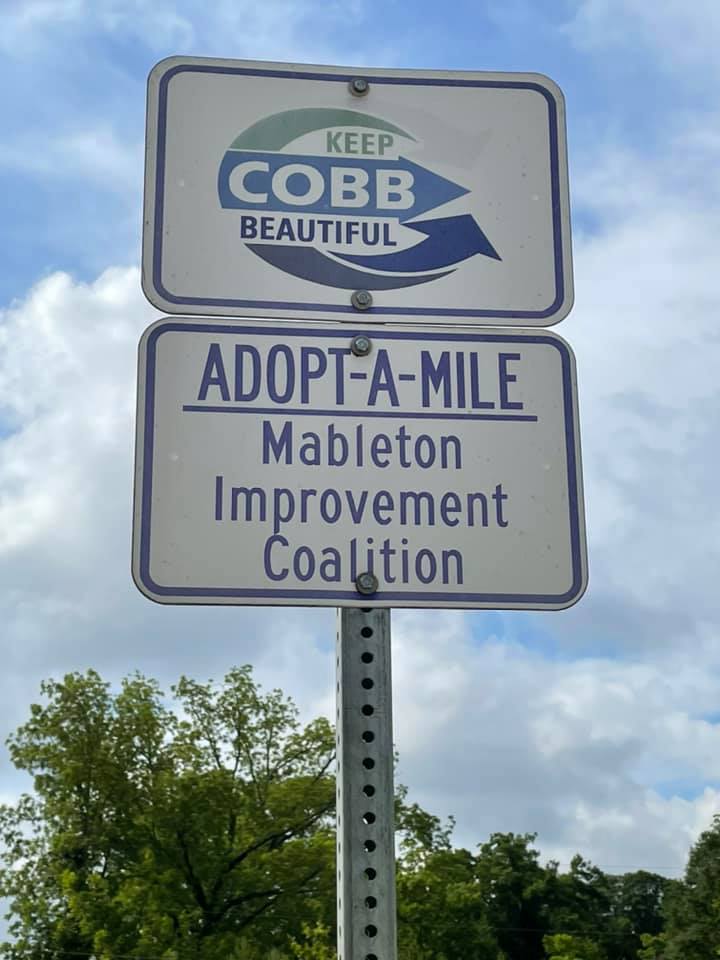 KEEP
COBB
BEAUTIFUL
ADOPT-A-MILE
Mableton
Improvement
Coalition